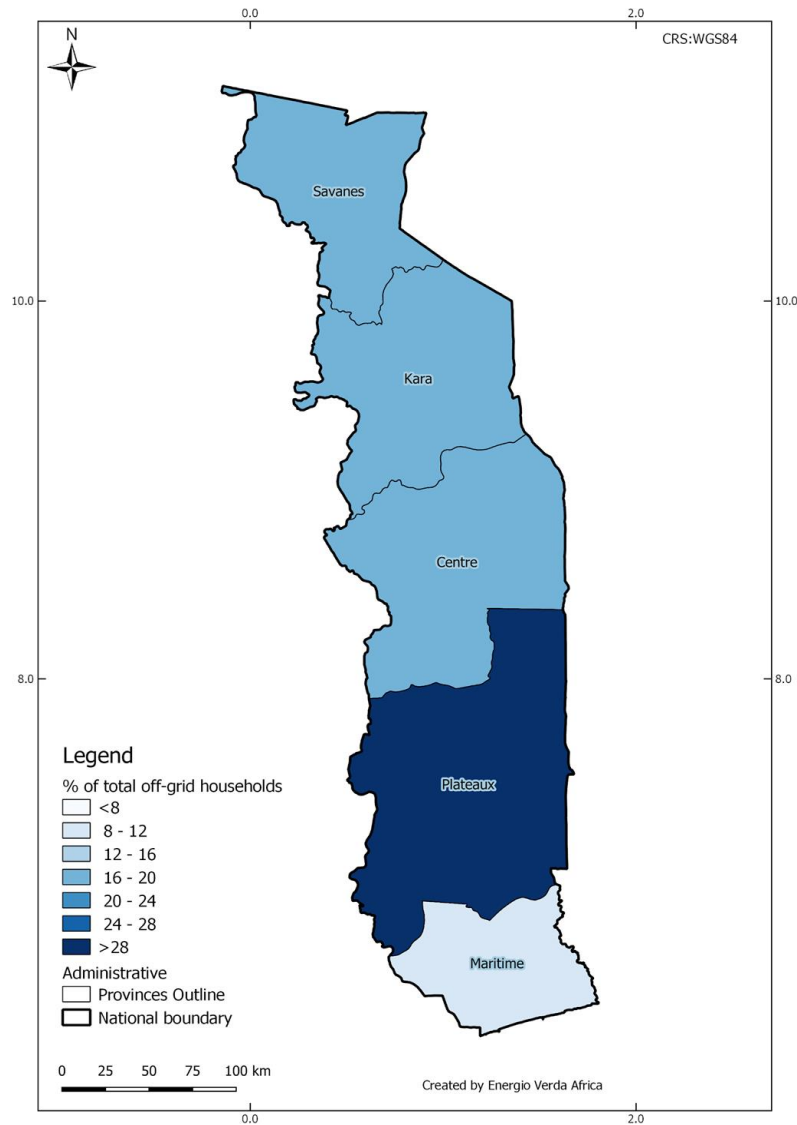 0.0 2.0
N
CRS:WGS84
Savanes
10.0 10.0
Kara
Centre
8.0 8.0
Plateaux
Maritime
Legend
% of total off-grid households
<8
8 - 12
12 - 16
16 - 20
20 - 24
24 - 28
>28
Administrative
Provinces Outline
National boundary
0 25 50 75 100 km
Created by Energio Verda Africa
0.0 2.0